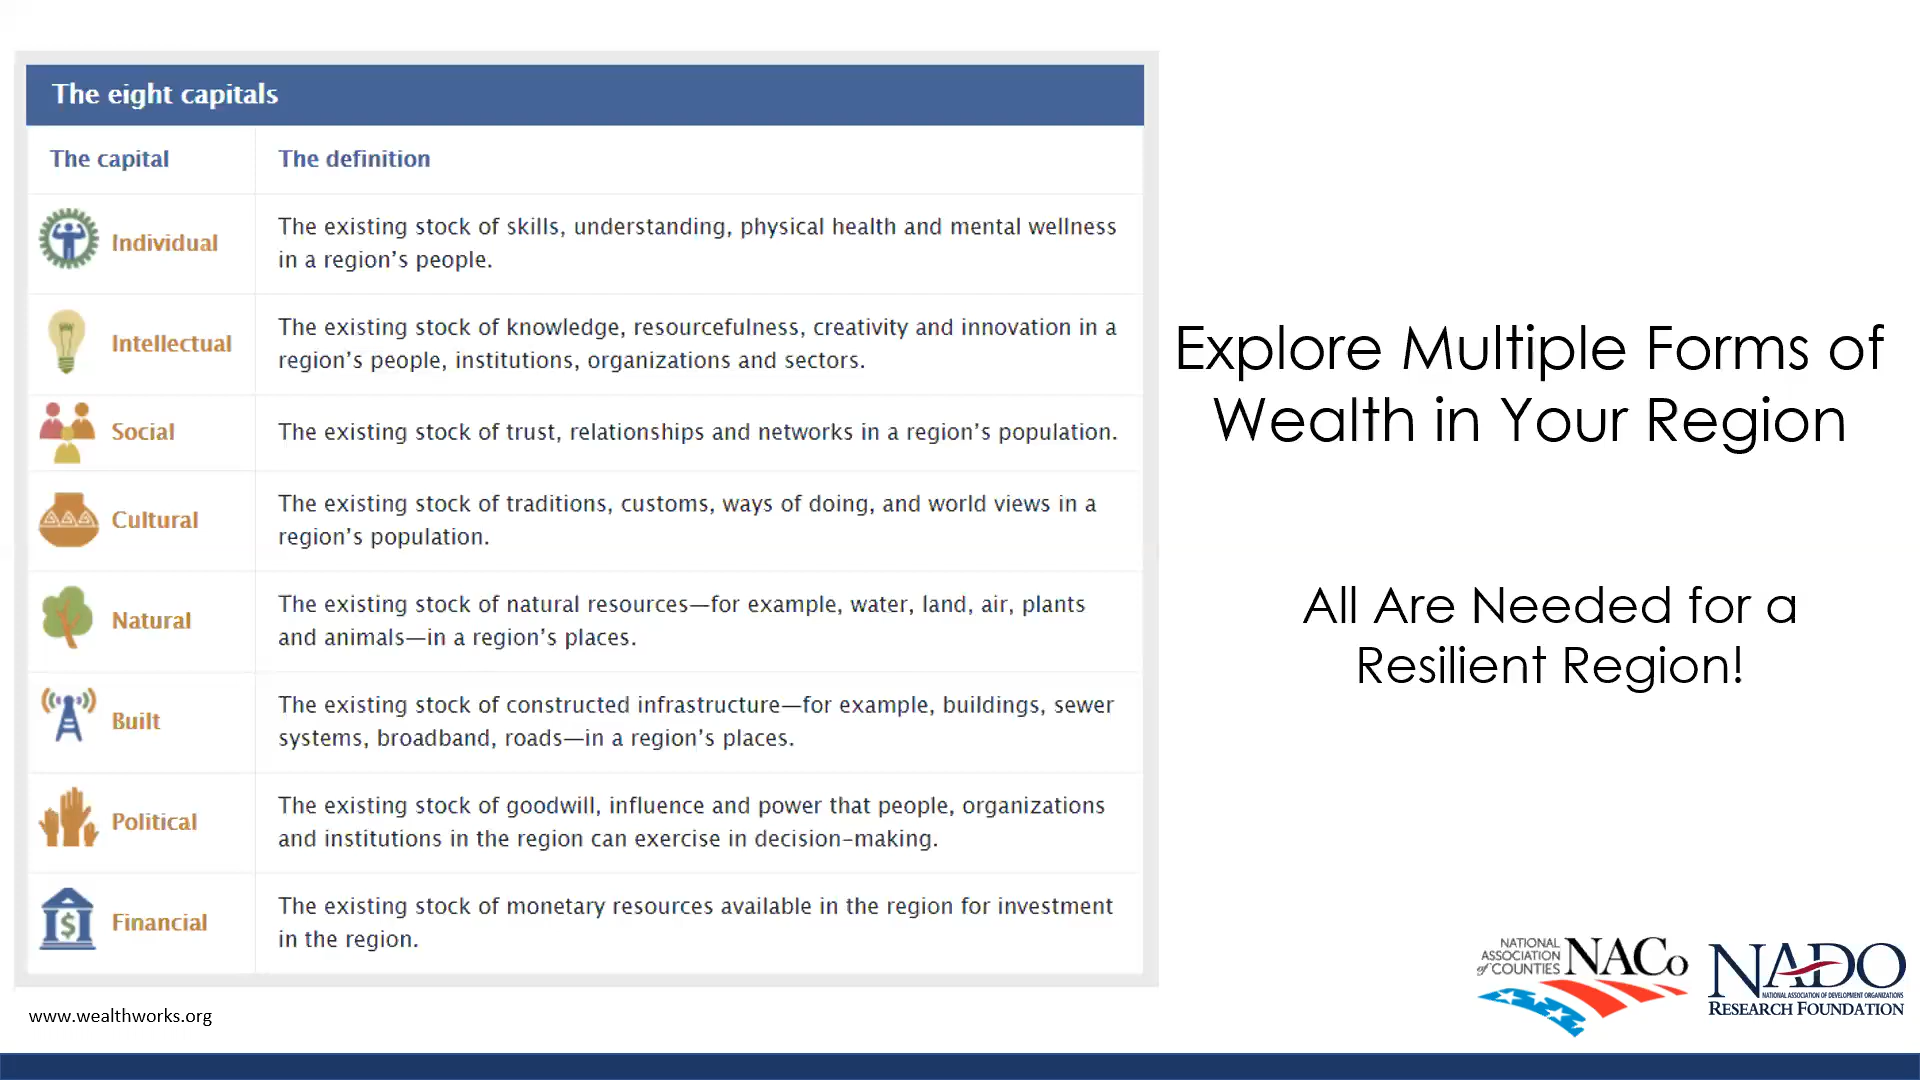 The eight capitals
The capital
The definition
Individual
The existing stock of skills, understanding, physical health and mental wellness
in a region’s people.
Intellectual
The existing stock of knowledge, resourcefulness, creativity and innovation in a
region’s people, institutions, organizations and sectors.
Social
The existing stock of trust, relationships and networks in a region’s population.
Cultural
The existing stock of traditions, customs, ways of doing, and world views in a
region’s population.
Natural
The existing stock of natural resources—for example, water, land, air, plants
and animals—in a region’s places.
Built
The existing stock of constructed infrastructure—for example, buildings, sewer
systems, broadband, roads—in a region’s places.
Political
The existing stock of goodwill, influence and power that people, organizations
and institutions in the region can exercise in decision-making.
Financial
$
The existing stock of monetary resources available in the region for investment
in the region.
www.wealthworks.org
Explore Multiple Forms of
Wealth in Your Region
All Are Needed for a
Resilient Region!
NATIONAL
ASSOCIATION
of COUNTIES
NACo
NADO
NATIONAL ASSOCIATION OF DEVELOPMENT ORGANIZATIONS
RESEARCH FOUNDATION